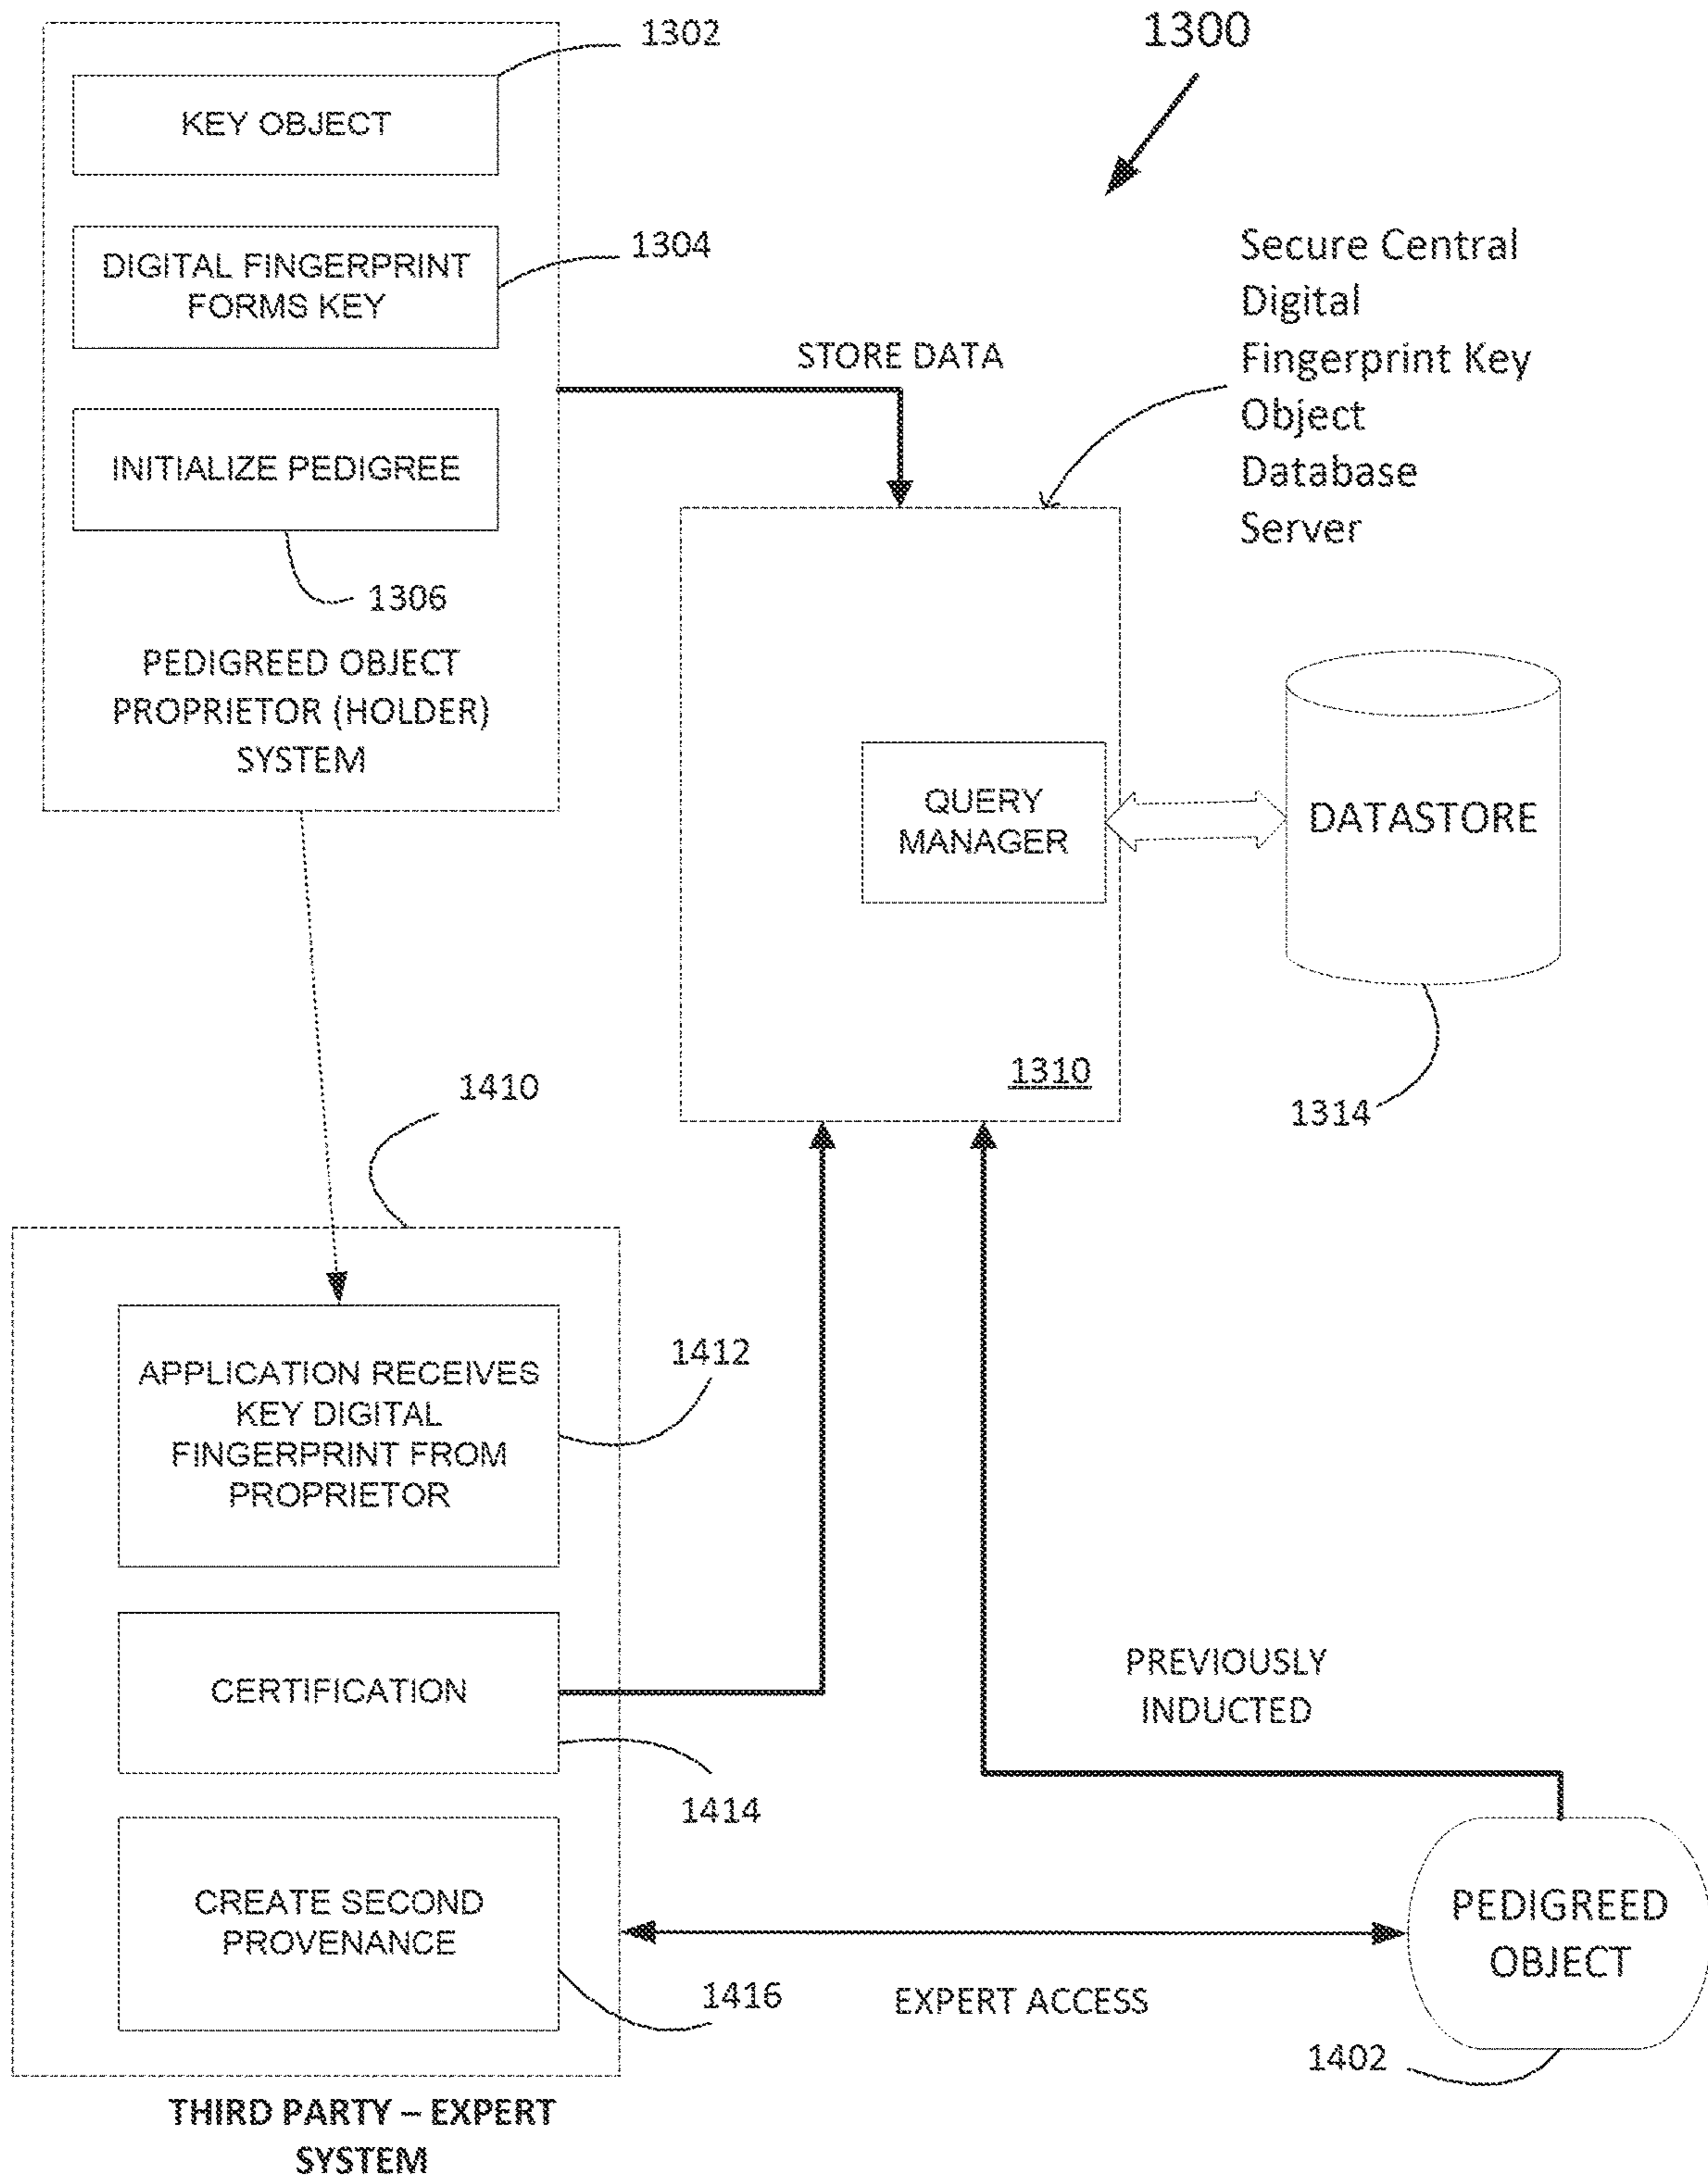 1302
1300
KEY OBJECT
1304
DIGITAL FINGERPRINT
FORMS KEY
Secure Central
Digital
Fingerprint Key
Object
Database
Server
STORE DATA
INITIALIZE PEDIGREE
1306
PEDIGREED OBJECT
PROPRIETOR (HOLDER)
SYSTEM
QUERY
MANAGER
DATASTORE
1310
1314
1410
1412
APPLICATION RECEIVES
KEY DIGITAL
FINGERPRINT FROM
PROPRIETOR
CERTIFICATION
1414
PREVIOUSLY
INDUCTED
CREATE SECOND
PROVENANCE
1416
EXPERT ACCESS
PEDIGREED
OBJECT
1402
THIRD PARTY – EXPERT
SYSTEM